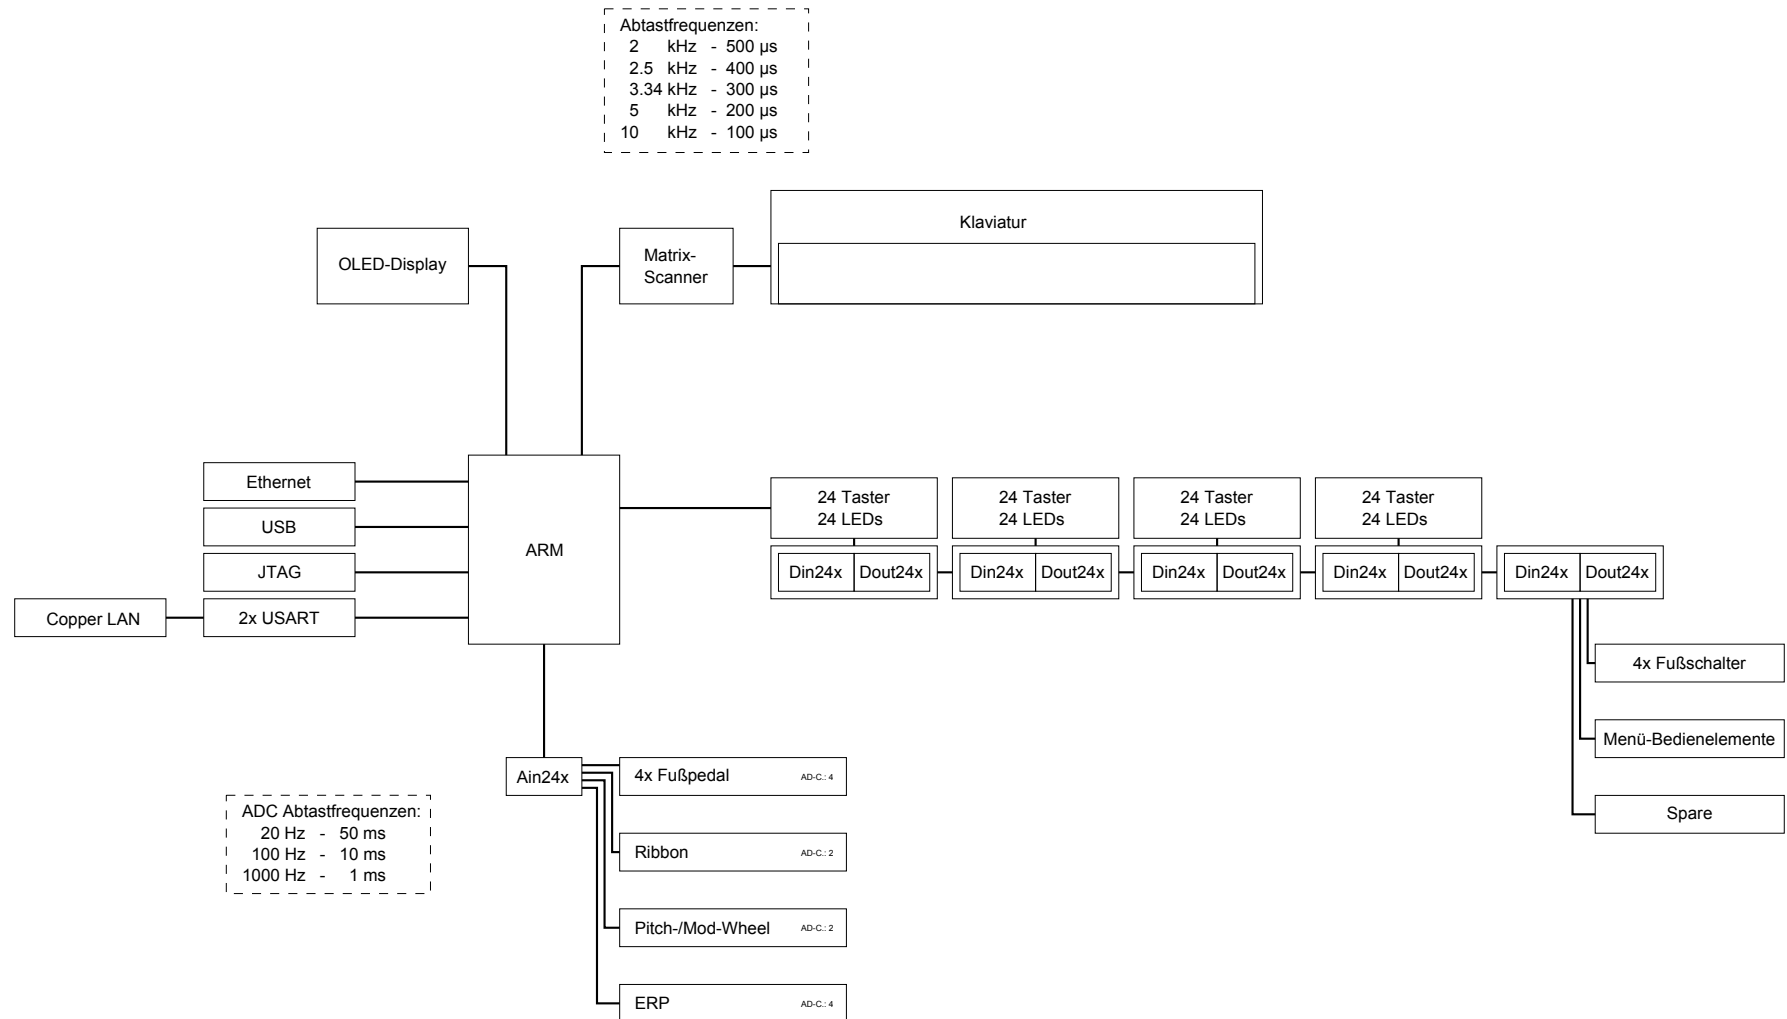 Abtastfrequenzen:
2 kHz - 500 µs
2.5 kHz - 400 µs
3.34 kHz - 300 µs
5 kHz - 200 µs
10 kHz - 100 µs
Klaviatur
OLED-Display
Matrix-
Scanner
Ethernet
USB
JTAG
Copper LAN
2x USART
ARM
24 Taster
24 LEDs
24 Taster
24 LEDs
24 Taster
24 LEDs
24 Taster
24 LEDs
Din24x Dout24x
Din24x Dout24x
Din24x Dout24x
Din24x Dout24x
Din24x Dout24x
4x Fußschalter
Menü-Bedienelemente
Spare
Ain24x
4x Fußpedal AD-C.: 4
Ribbon AD-C.: 2
Pitch-/Mod-Wheel AD-C.: 2
ERP AD-C.: 4
ADC Abtastfrequenzen:
20 Hz - 50 ms
100 Hz - 10 ms
1000 Hz - 1 ms